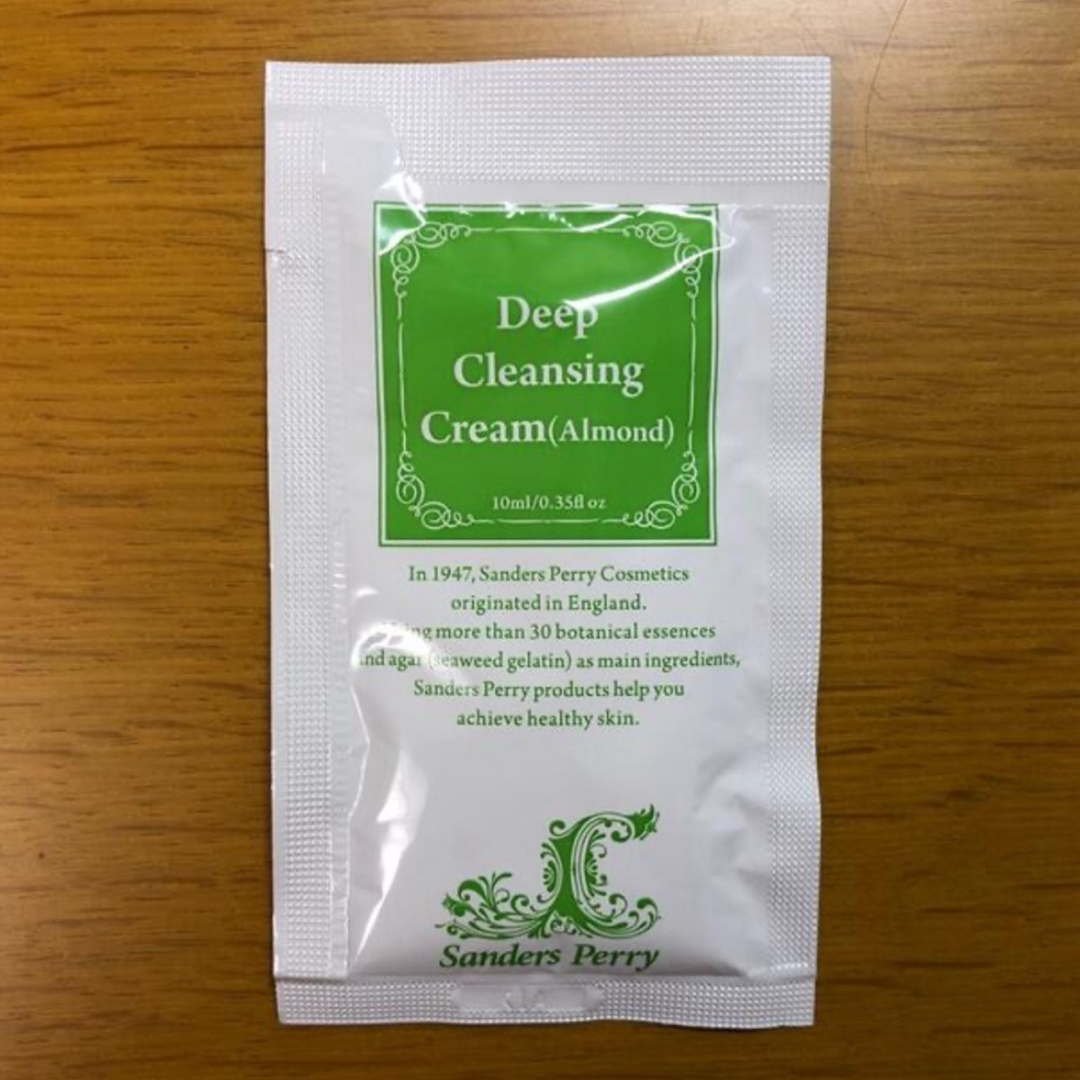 Deep
Cleansing
Cream(Almond)
10ml/0.35fl oz
In 1947, Sanders Perry Cosmetics
originated in England.
more than 30 botanical essences
and agar (seaweed gelatin) as main ingredients,
Sanders Perry products help you
achieve healthy skin.
Sanders Perry